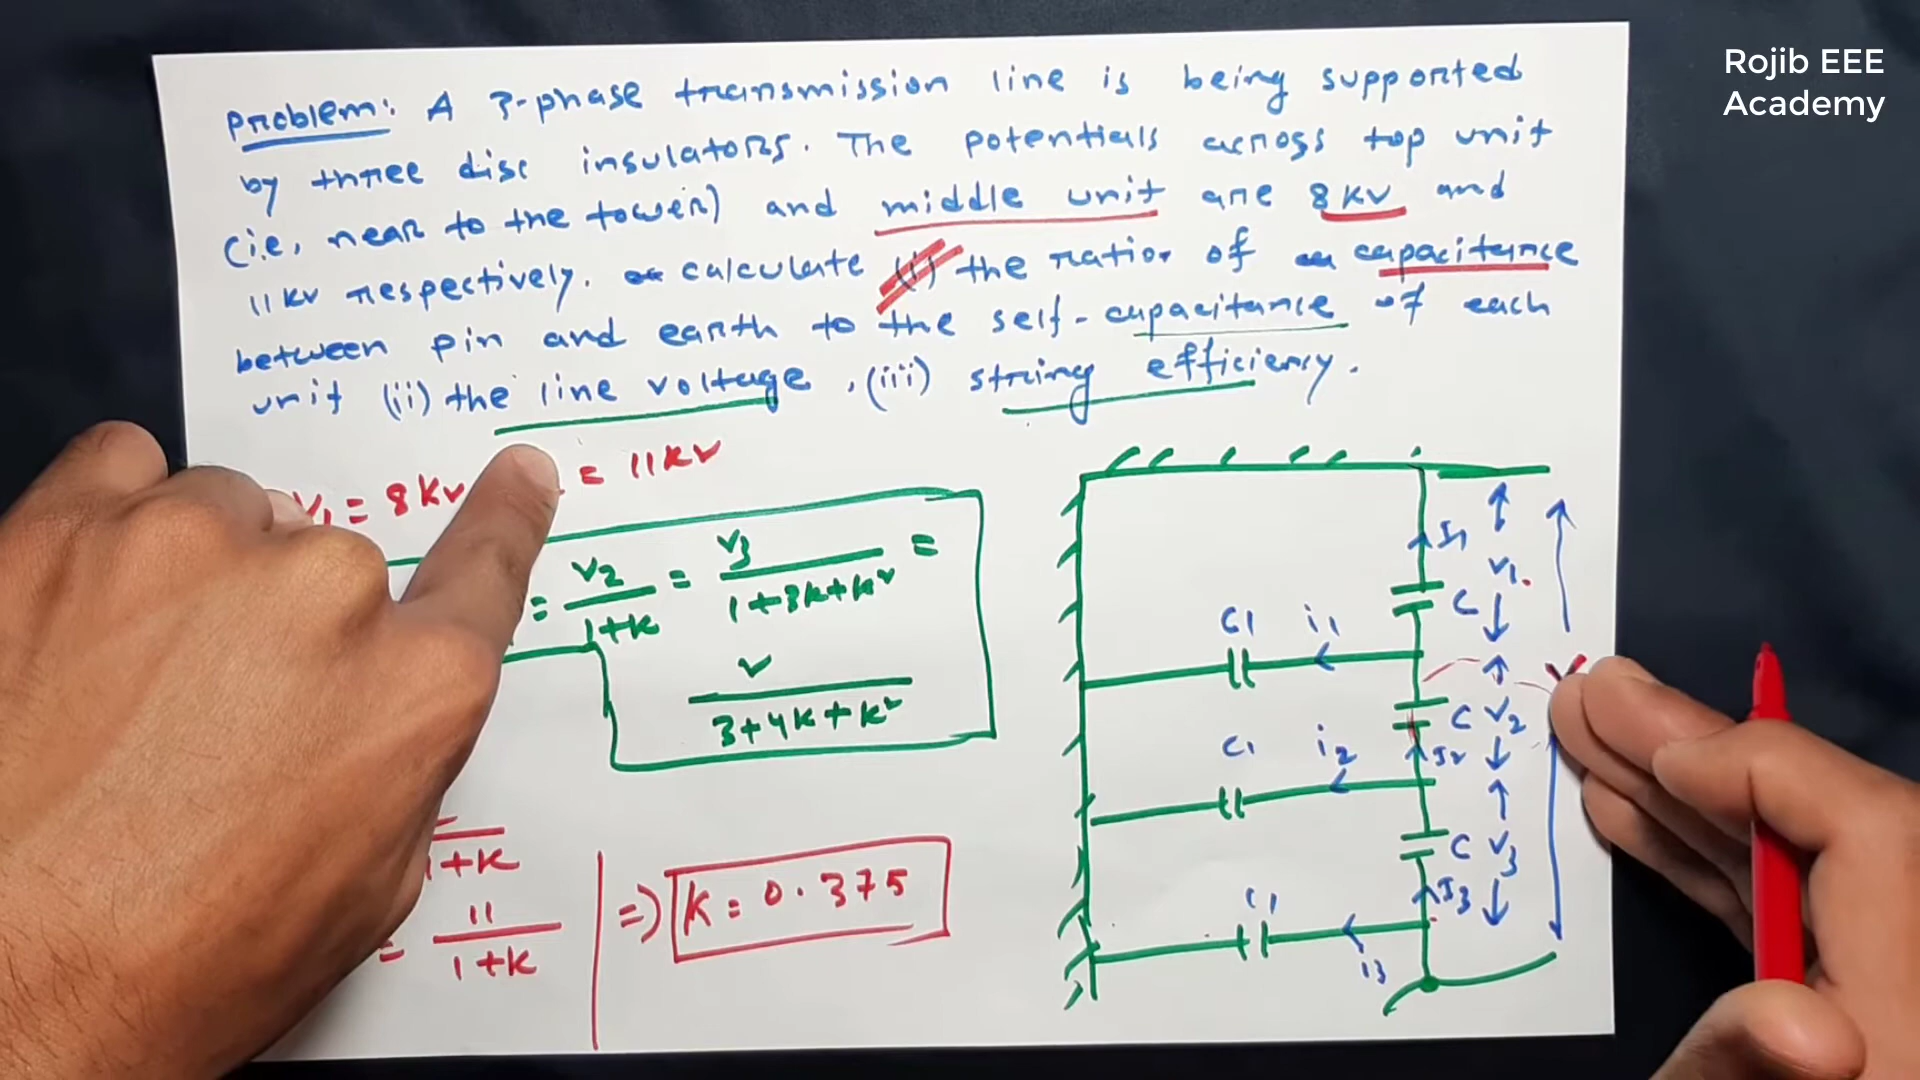 Rojib EEE
Academy
Problem: A 3-phase transmission line is being supported
by three disc insulators. The potentials across top unit
(i.e, near to the tower) and middle unit are 8kv and
11kv respectively. calculate (i) the ratior of capacitance
between pin and earth to the self-capacitance of each
unit (ii) the line voltage, (iii) string efficiency.
V1 = 8kv = 11kv
= V2/1+k = V3/1+3k+k² =
V/3+4k+k²
1+k
= 11/1+k
=> K = 0.375
I1
V1
C
C1 i1
C V2
C1 i2 I2
C V3
I3
C1
i3
V